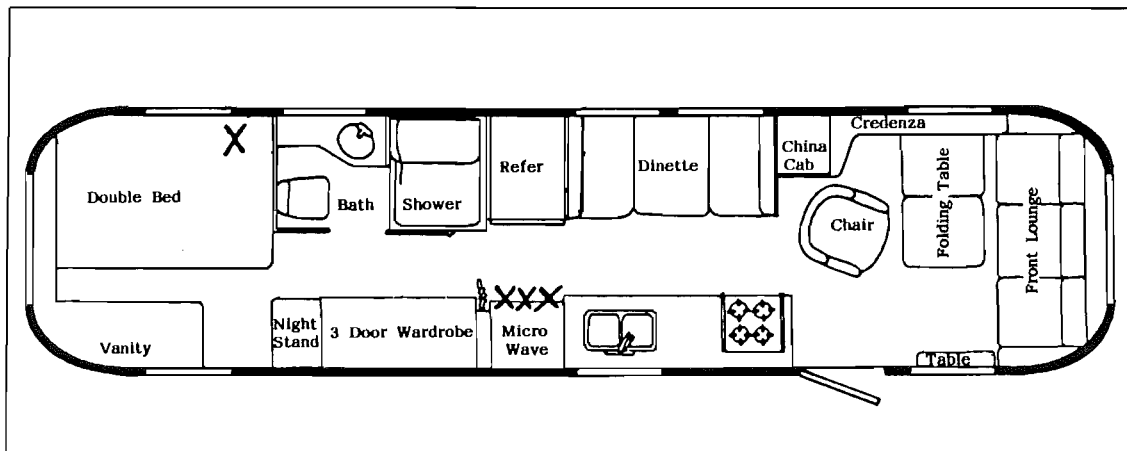 Double Bed
Bath
Shower
Refer
Dinette
China
Cab
Credenza
Chair
Folding Table
Front Lounge
Vanity
Night
Stand
3 Door Wardrobe
Micro
Wave
Table